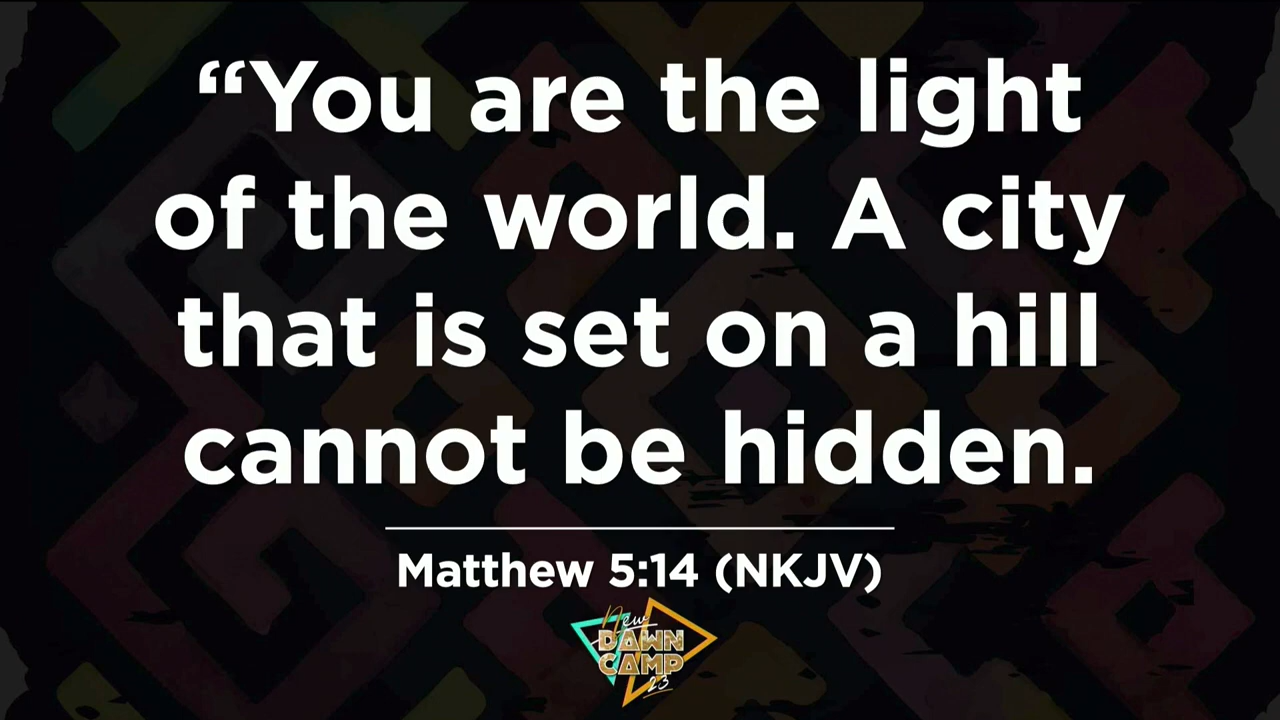 “You are the light
of the world. A city
that is set on a hill
cannot be hidden.
Matthew 5:14 (NKJV)
New
DAWN
CAMP
23